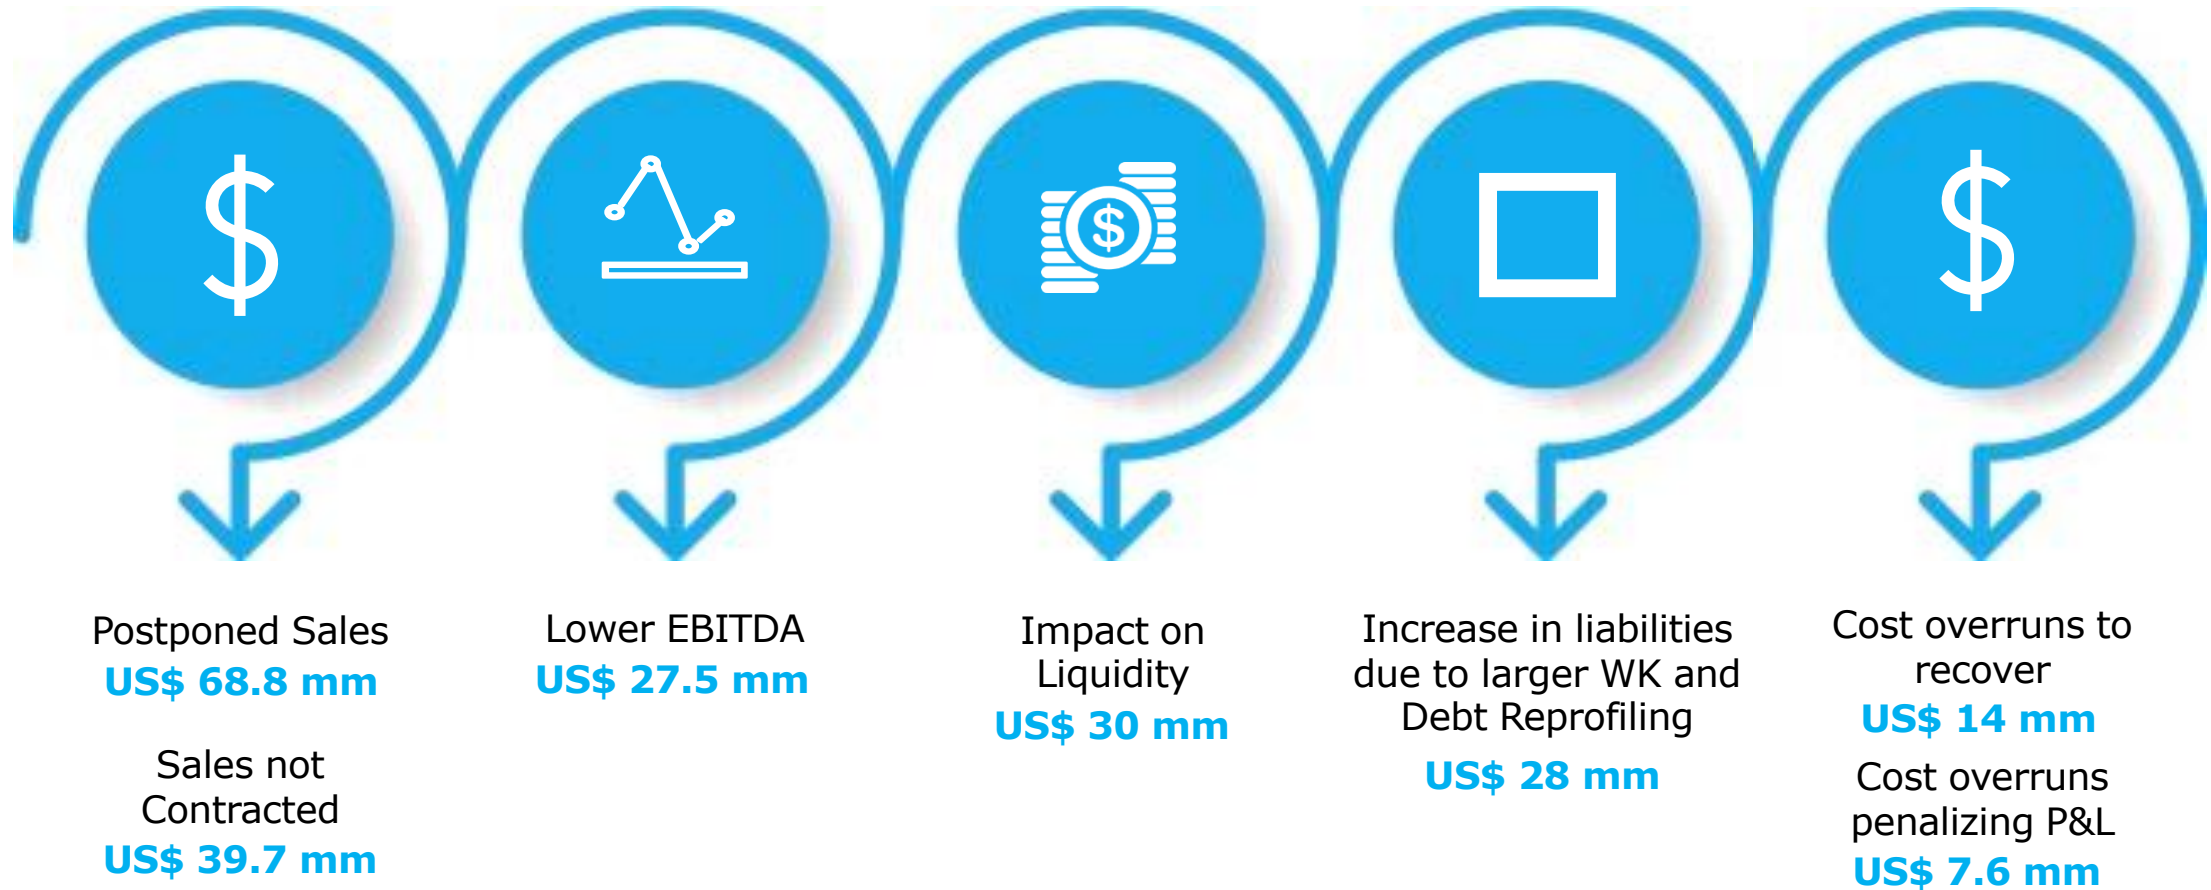 $
$
$
Postponed Sales
US$ 68.8 mm
Sales not
Contracted
US$ 39.7 mm
Lower EBITDA
US$ 27.5 mm
Impact on
Liquidity
US$ 30 mm
Increase in liabilities
due to larger WK and
Debt Reprofiling
US$ 28 mm
Cost overruns to
recover
US$ 14 mm
Cost overruns
penalizing P&L
US$ 7.6 mm